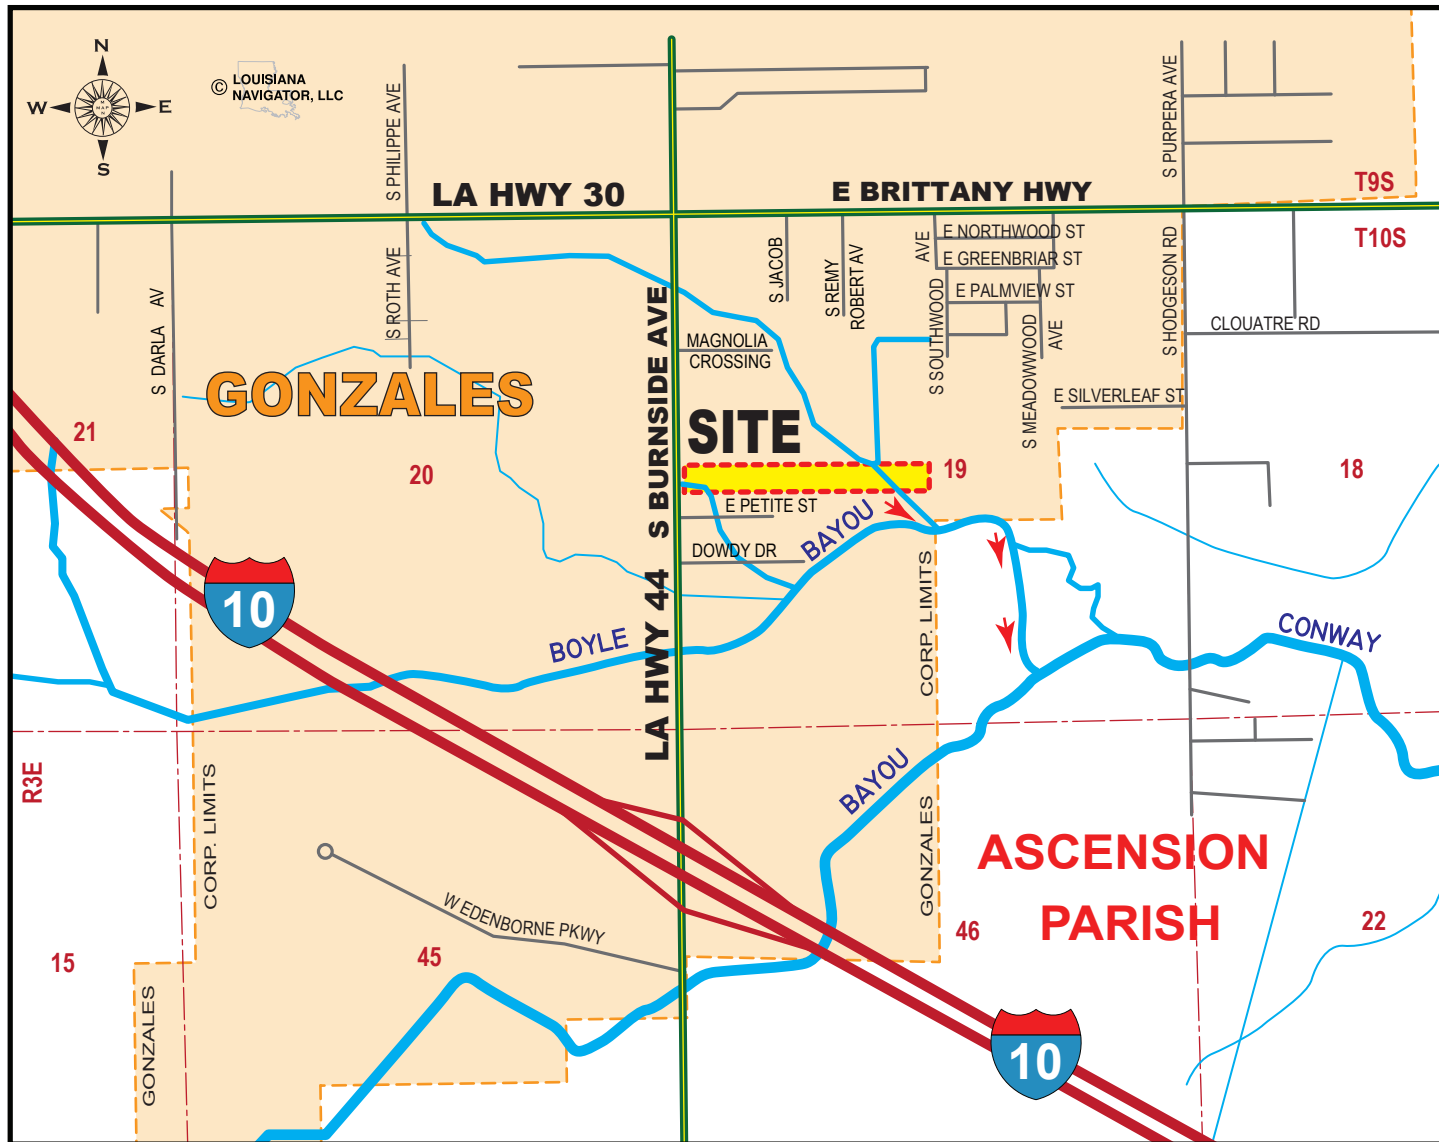 N
W
E
S
M
MAP
N
© LOUISIANA
NAVIGATOR, LLC
S PHILIPPE AVE
S PURPERA AVE
LA HWY 30
E BRITTANY HWY
T9S
T10S
S DARLA AV
S ROTH AVE
S JACOB
S REMY
ROBERT AV
S SOUTHWOOD AVE
E NORTHWOOD ST
E GREENBRIAR ST
E PALMVIEW ST
S MEADOWWOOD AVE
S HODGESON RD
CLOUATRE RD
E SILVERLEAF ST
MAGNOLIA
CROSSING
GONZALES
SITE
21
20
19
18
E PETITE ST
DOWDY DR
LA HWY 44 S BURNSIDE AVE
BOYLE
BAYOU
10
CORP. LIMITS
GONZALES
CONWAY
BAYOU
R3E
CORP. LIMITS
GONZALES
ASCENSION
PARISH
W EDENBORNE PKWY
15
45
46
22
10